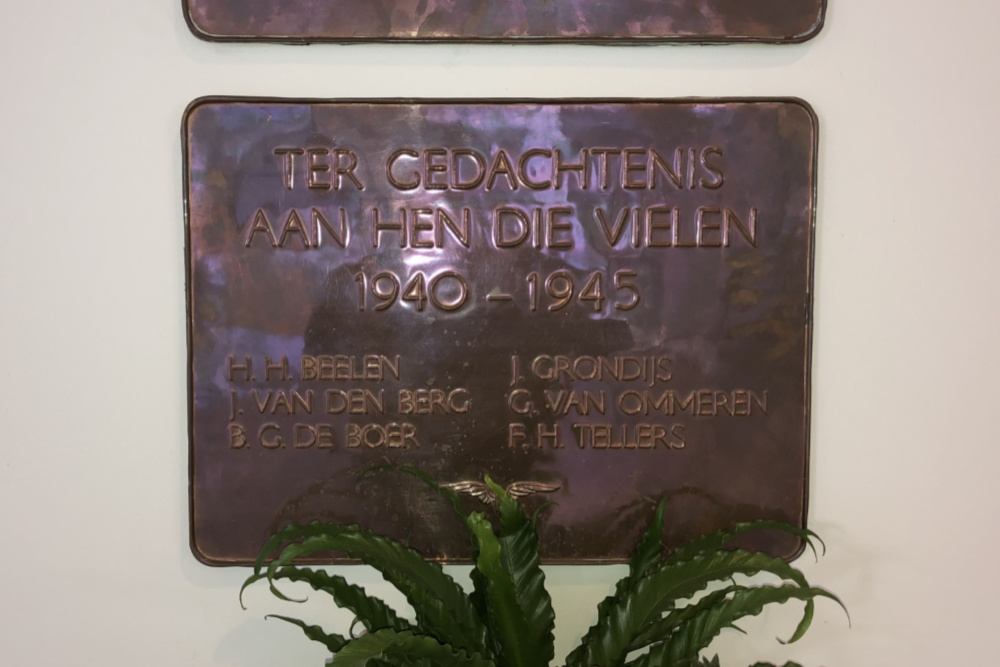 TER GEDACHTENIS
AAN HEN DIE VIELEN
1940 – 1945
H. H. BEELEN
J. VAN DEN BERG
B. G. DE BOER
J. GRONDIJS
G. VAN OMMEREN
F. H. TELLERS